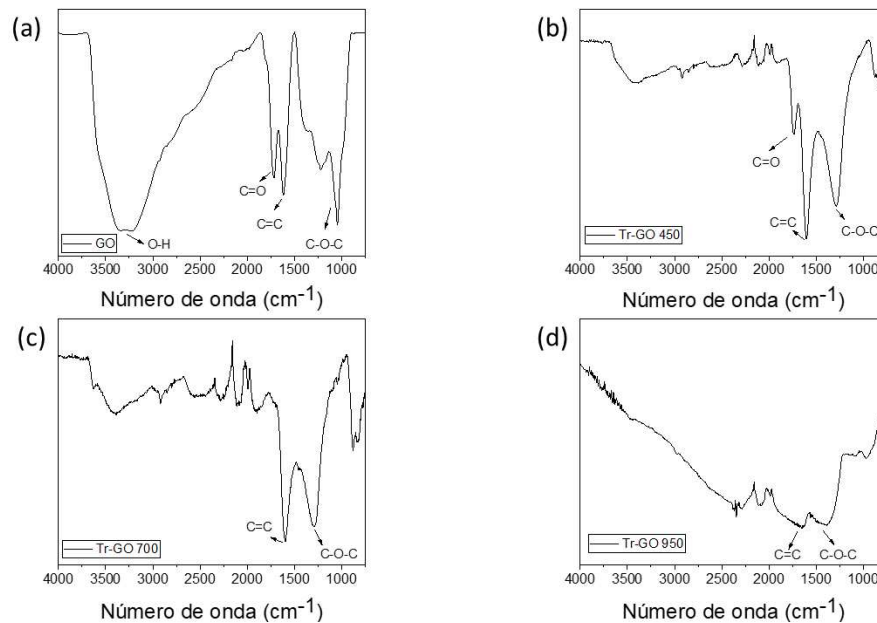 (a)
C=O
C=C
C-O-C
GO
O-H
4000 3500 3000 2500 2000 1500 1000
Número de onda (cm-1)
(b)
C=O
C=C
C-O-C
Tr-GO 450
4000 3500 3000 2500 2000 1500 1000
Número de onda (cm-1)
(c)
C=C
C-O-C
Tr-GO 700
4000 3500 3000 2500 2000 1500 1000
Número de onda (cm-1)
(d)
C=C
C-O-C
Tr-GO 950
4000 3500 3000 2500 2000 1500 1000
Número de onda (cm-1)